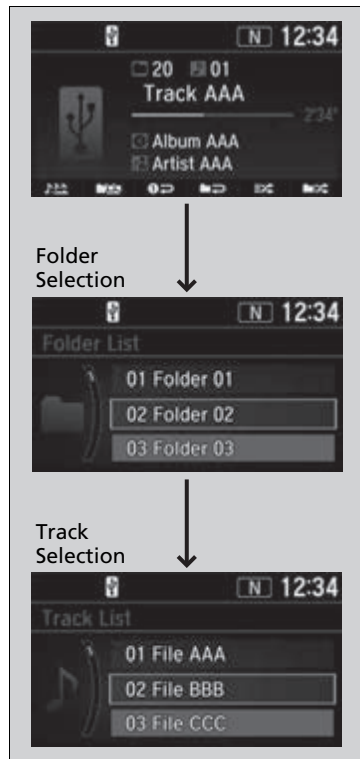 N 12:34
20 01
Track AAA
2'34"
Album AAA
Artist AAA
Folder
Selection
N 12:34
Folder List
01 Folder 01
02 Folder 02
03 Folder 03
Track
Selection
N 12:34
Track List
01 File AAA
02 File BBB
03 File CCC